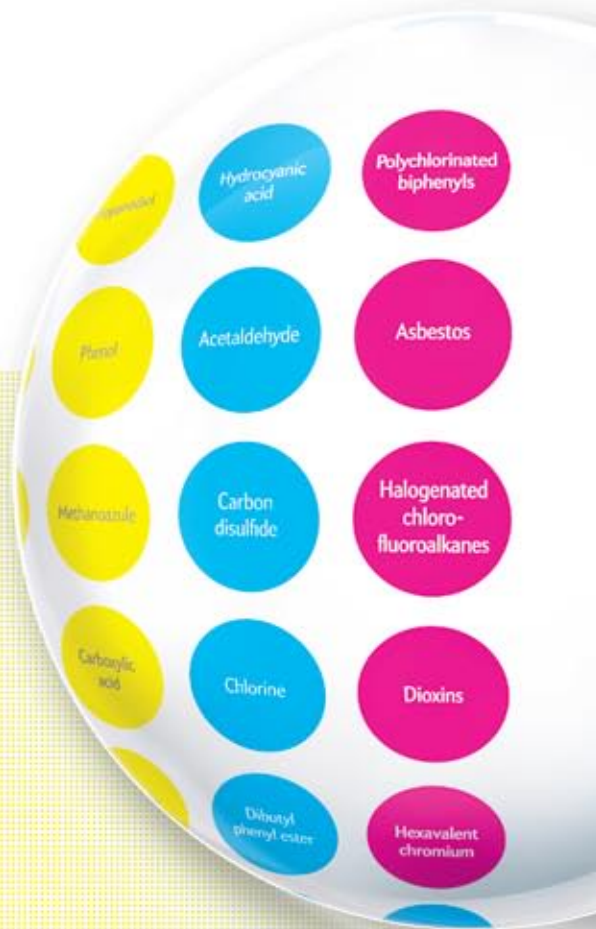 Hydrocyanic
acid
Polychlorinated
biphenyls
Phenol
Acetaldehyde
Asbestos
Carbon
disulfide
Halogenated
chloro-
fluoroalkanes
Carboxylic
acid
Chlorine
Dioxins
Dibutyl
phenyl ester
Hexavalent
chromium